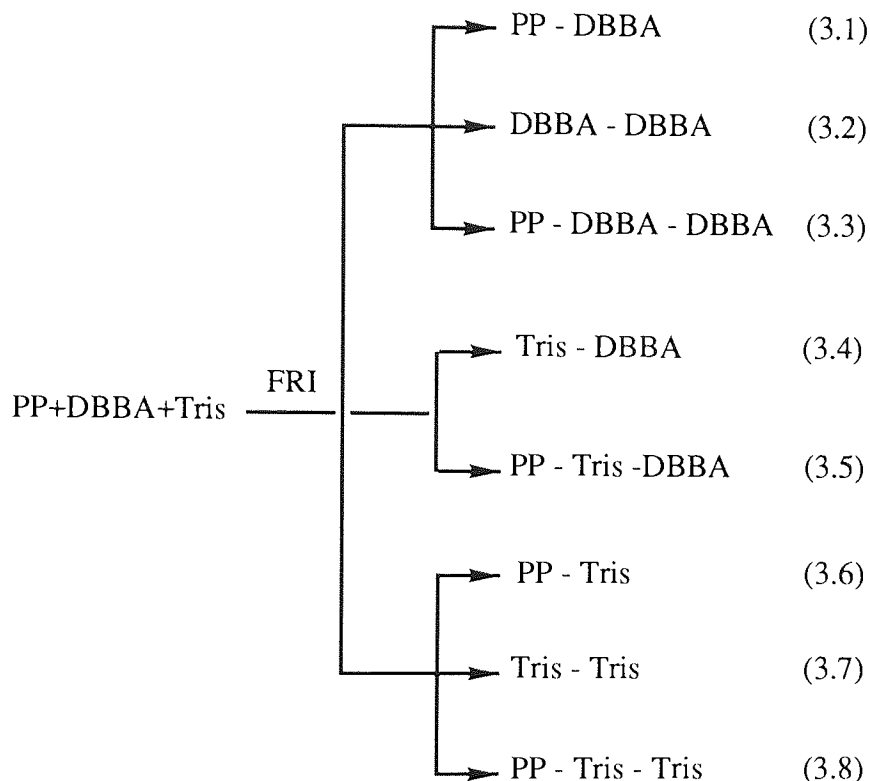 PP - DBBA (3.1)
DBBA - DBBA (3.2)
PP - DBBA - DBBA (3.3)
Tris - DBBA (3.4)
FRI
PP+DBBA+Tris
PP - Tris -DBBA (3.5)
PP - Tris (3.6)
Tris - Tris (3.7)
PP - Tris - Tris (3.8)